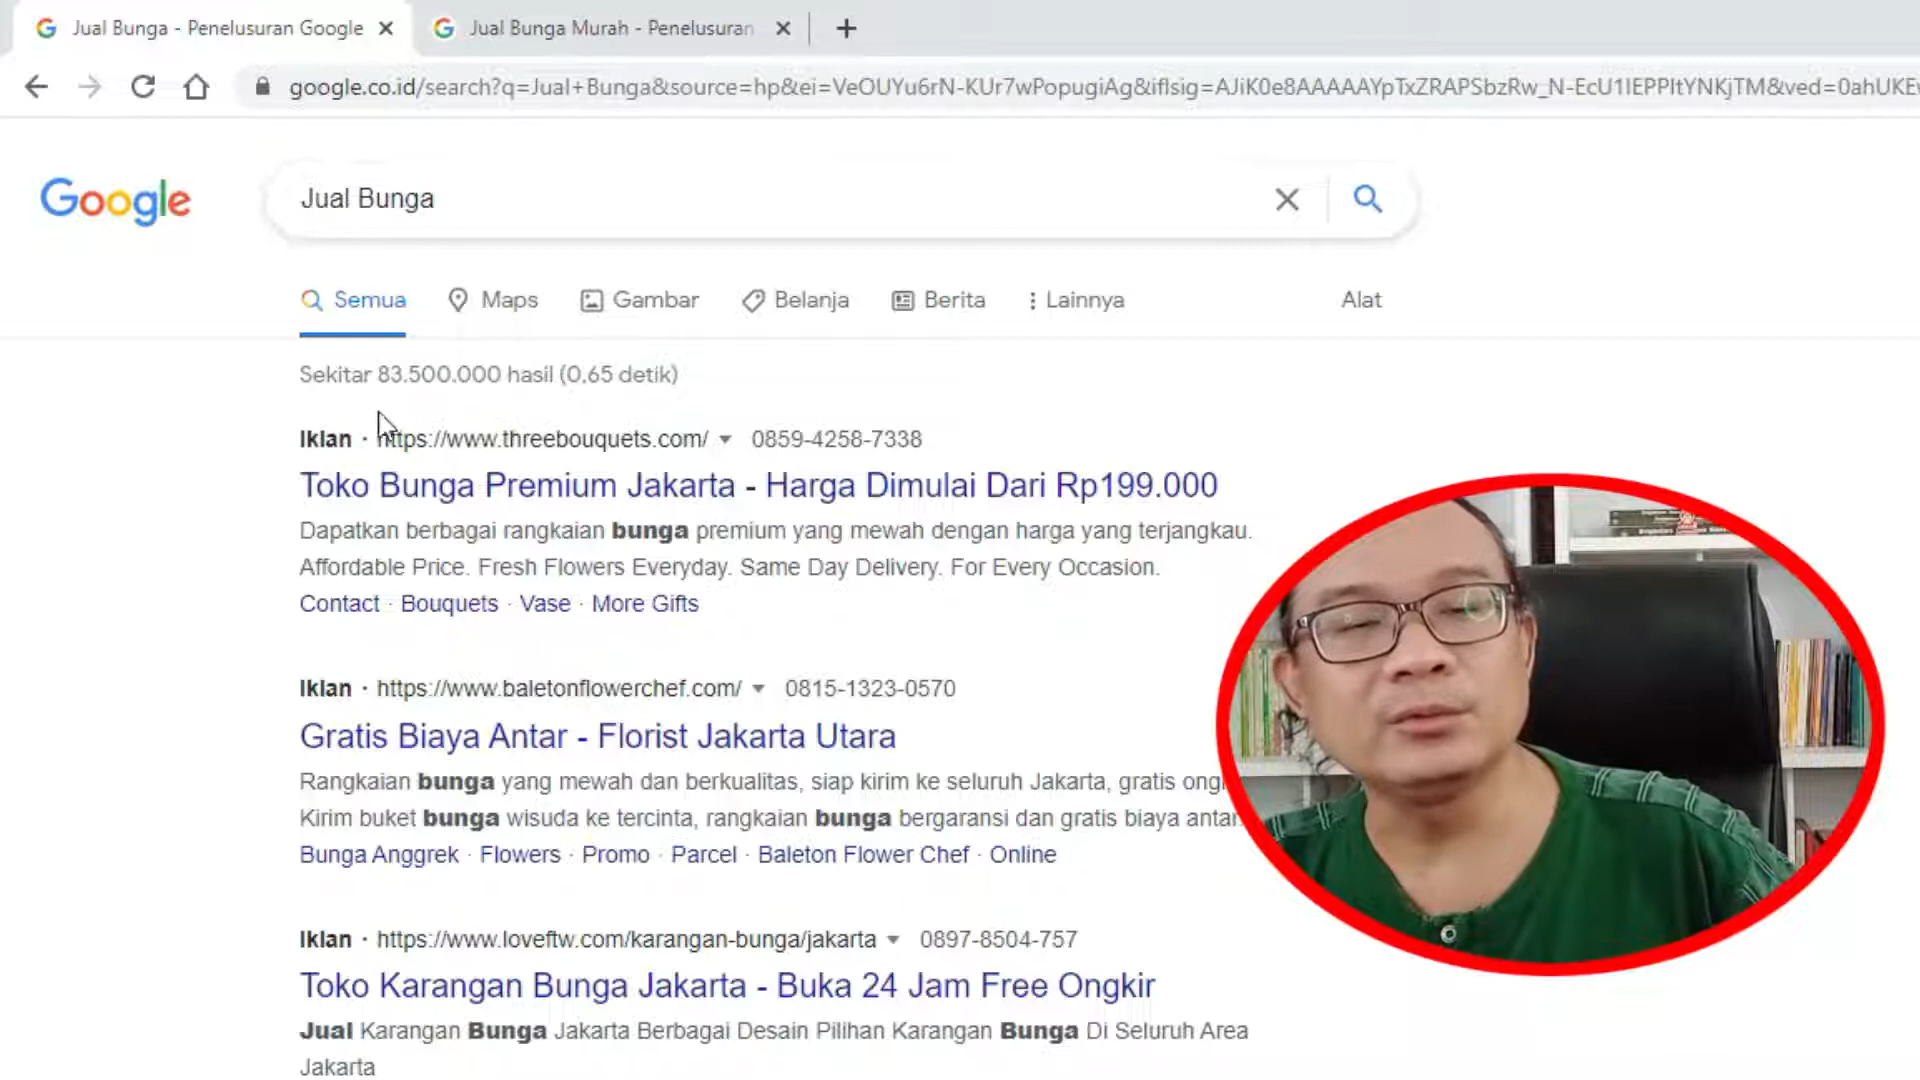 Jual Bunga - Penelusuran Google
Jual Bunga Murah - Penelusuran
google.co.id/search?q=Jual+Bunga&source=hp&ei=VeOUYu6rN-KUr7wPopugiAg&iflsig=AJiK0e8AAAAAYpTxZRAPSbzRw_N-EcU1IEPPItYNKjTM&ved=0ahUKEw
Google
Jual Bunga
Semua
Maps
Gambar
Belanja
Berita
Lainnya
Alat
Sekitar 83.500.000 hasil (0,65 detik)
Iklan · https://www.threebouquets.com/ 0859-4258-7338
Toko Bunga Premium Jakarta - Harga Dimulai Dari Rp199.000
Dapatkan berbagai rangkaian bunga premium yang mewah dengan harga yang terjangkau.
Affordable Price. Fresh Flowers Everyday. Same Day Delivery. For Every Occasion.
Contact · Bouquets · Vase · More Gifts
Iklan · https://www.baletonflowerchef.com/ 0815-1323-0570
Gratis Biaya Antar - Florist Jakarta Utara
Rangkaian bunga yang mewah dan berkualitas, siap kirim ke seluruh Jakarta, gratis ong
Kirim buket bunga wisuda ke tercinta, rangkaian bunga bergaransi dan gratis biaya antar.
Bunga Anggrek · Flowers · Promo · Parcel · Baleton Flower Chef · Online
Iklan · https://www.loveftw.com/karangan-bunga/jakarta 0897-8504-757
Toko Karangan Bunga Jakarta - Buka 24 Jam Free Ongkir
Jual Karangan Bunga Jakarta Berbagai Desain Pilihan Karangan Bunga Di Seluruh Area
Jakarta